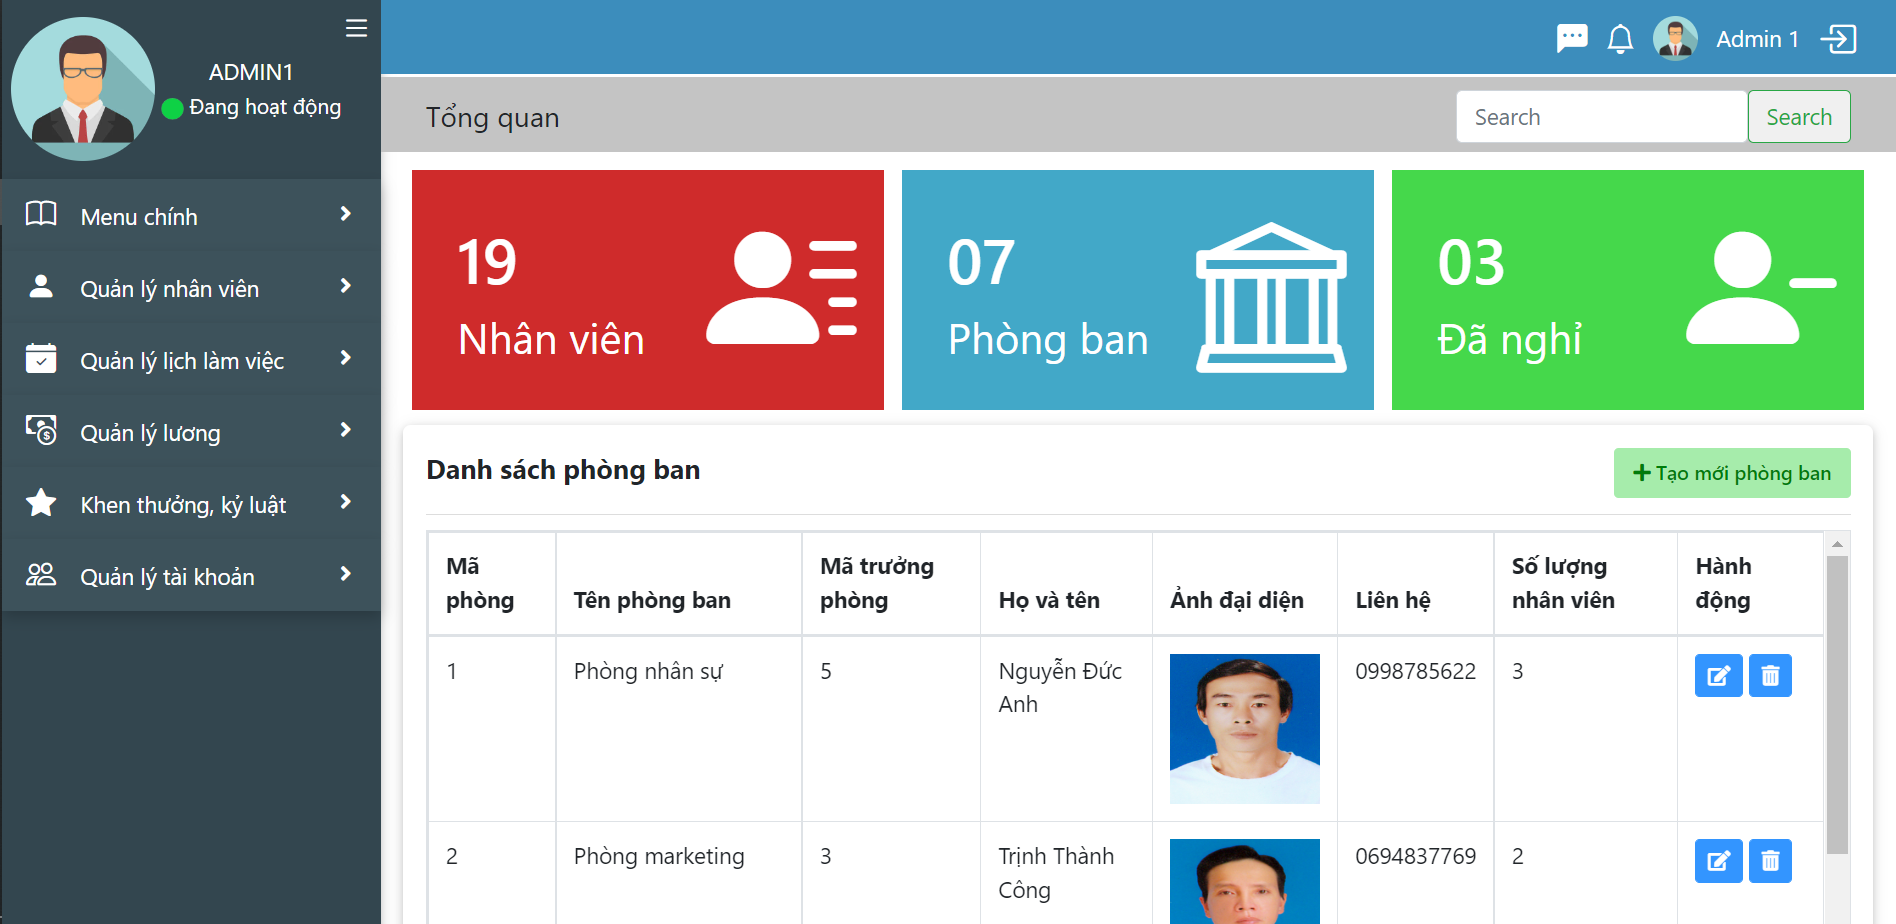 ADMIN1
Đang hoạt động
Menu chính
Quản lý nhân viên
Quản lý lịch làm việc
Quản lý lương
Khen thưởng, kỷ luật
Quản lý tài khoản
Admin 1
Tổng quan
Search
Search
19
Nhân viên
07
Phòng ban
03
Đã nghỉ
Danh sách phòng ban
Tạo mới phòng ban
Mã
phòng
Tên phòng ban
Mã trưởng
phòng
Họ và tên
Ảnh đại diện
Liên hệ
Số lượng
nhân viên
Hành
động
1
Phòng nhân sự
5
Nguyễn Đức
Anh
0998785622
3
2
Phòng marketing
3
Trịnh Thành
Công
0694837769
2